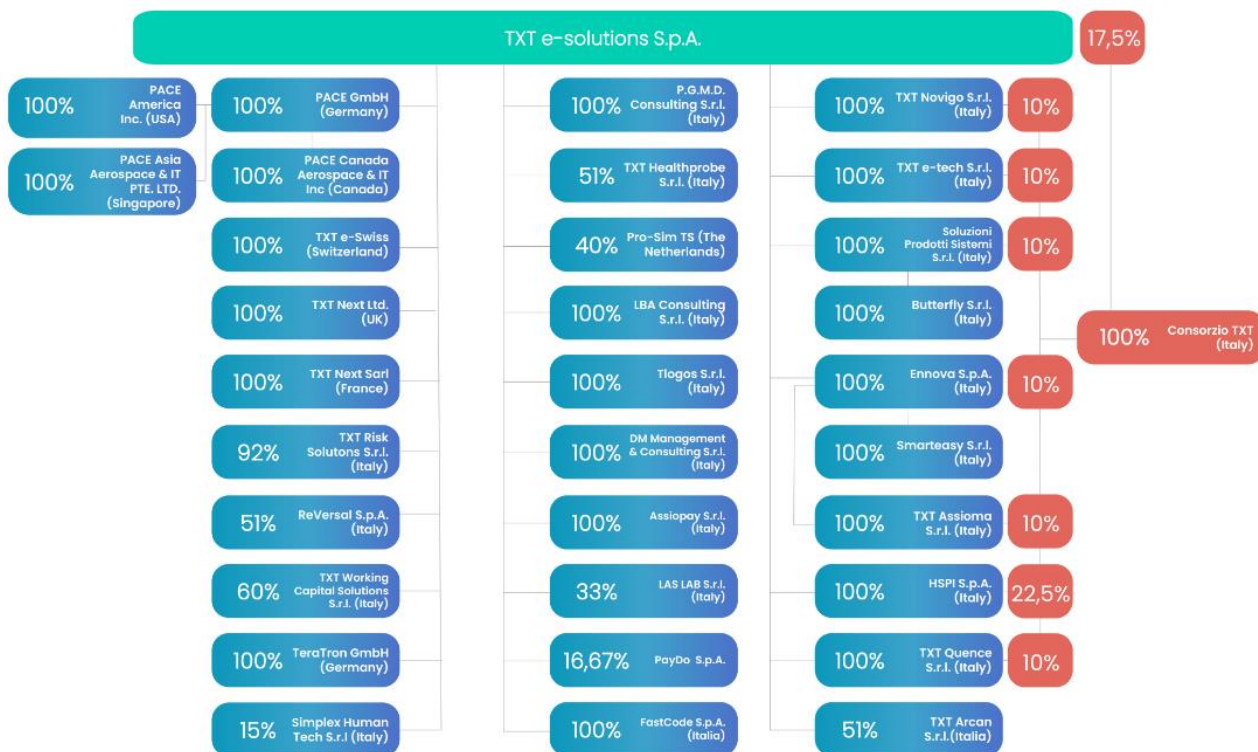 TXT e-solutions S.p.A.
17,5%
100%
PACE
America
Inc. (USA)
100%
PACE Asia
Aerospace & IT
PTE. LTD.
(Singapore)
100%
PACE GmbH
(Germany)
100%
PACE Canada
Aerospace & IT
Inc (Canada)
100%
TXT e-Swiss
(Switzerland)
100%
TXT Next Ltd.
(UK)
100%
TXT Next Sarl
(France)
92%
TXT Risk
Solutons S.r.l.
(Italy)
51%
ReVersal S.p.A.
(Italy)
60%
TXT Working
Capital Solutions
S.r.l. (Italy)
100%
TeraTron GmbH
(Germany)
15%
Simplex Human
Tech S.r.l (Italy)
100%
P.G.M.D.
Consulting S.r.l.
(Italy)
51%
TXT Healthprobe
S.r.l. (Italy)
40%
Pro-Sim TS (The
Netherlands)
100%
LBA Consulting
S.r.l. (Italy)
100%
Tlogos S.r.l.
(Italy)
100%
DM Management
& Consulting S.r.l.
(Italy)
100%
Assiopay S.r.l.
(Italy)
33%
LAS LAB S.r.l.
(Italy)
16,67%
PayDo S.p.A.
100%
FastCode S.p.A.
(Italia)
100%
TXT Novigo S.r.l.
(Italy)
10%
100%
TXT e-tech S.r.l.
(Italy)
10%
100%
Soluzioni
Prodotti Sistemi
S.r.l. (Italy)
10%
100%
Butterfly S.r.l.
(Italy)
100%
Ennova S.p.A.
(Italy)
10%
100%
Smarteasy S.r.l.
(Italy)
100%
TXT Assioma
S.r.l. (Italy)
10%
100%
HSPI S.p.A.
(Italy)
22,5%
100%
TXT Quence
S.r.l. (Italy)
10%
51%
TXT Arcan
S.r.l.(Italia)
100%
Consorzio TXT
(Italy)